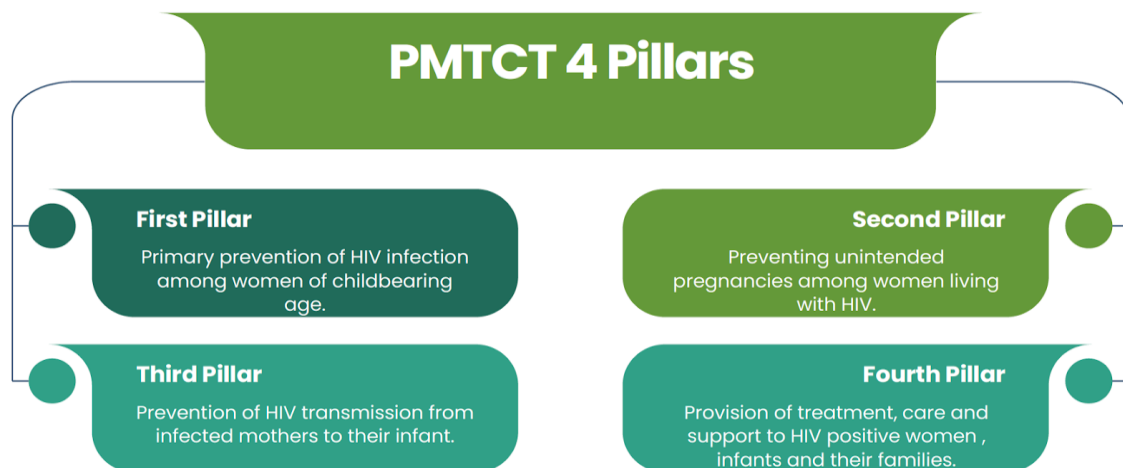 PMTCT 4 Pillars
First Pillar
Primary prevention of HIV infection
among women of childbearing
age.
Second Pillar
Preventing unintended
pregnancies among women living
with HIV.
Third Pillar
Prevention of HIV transmission from
infected mothers to their infant.
Fourth Pillar
Provision of treatment, care and
support to HIV positive women ,
infants and their families.